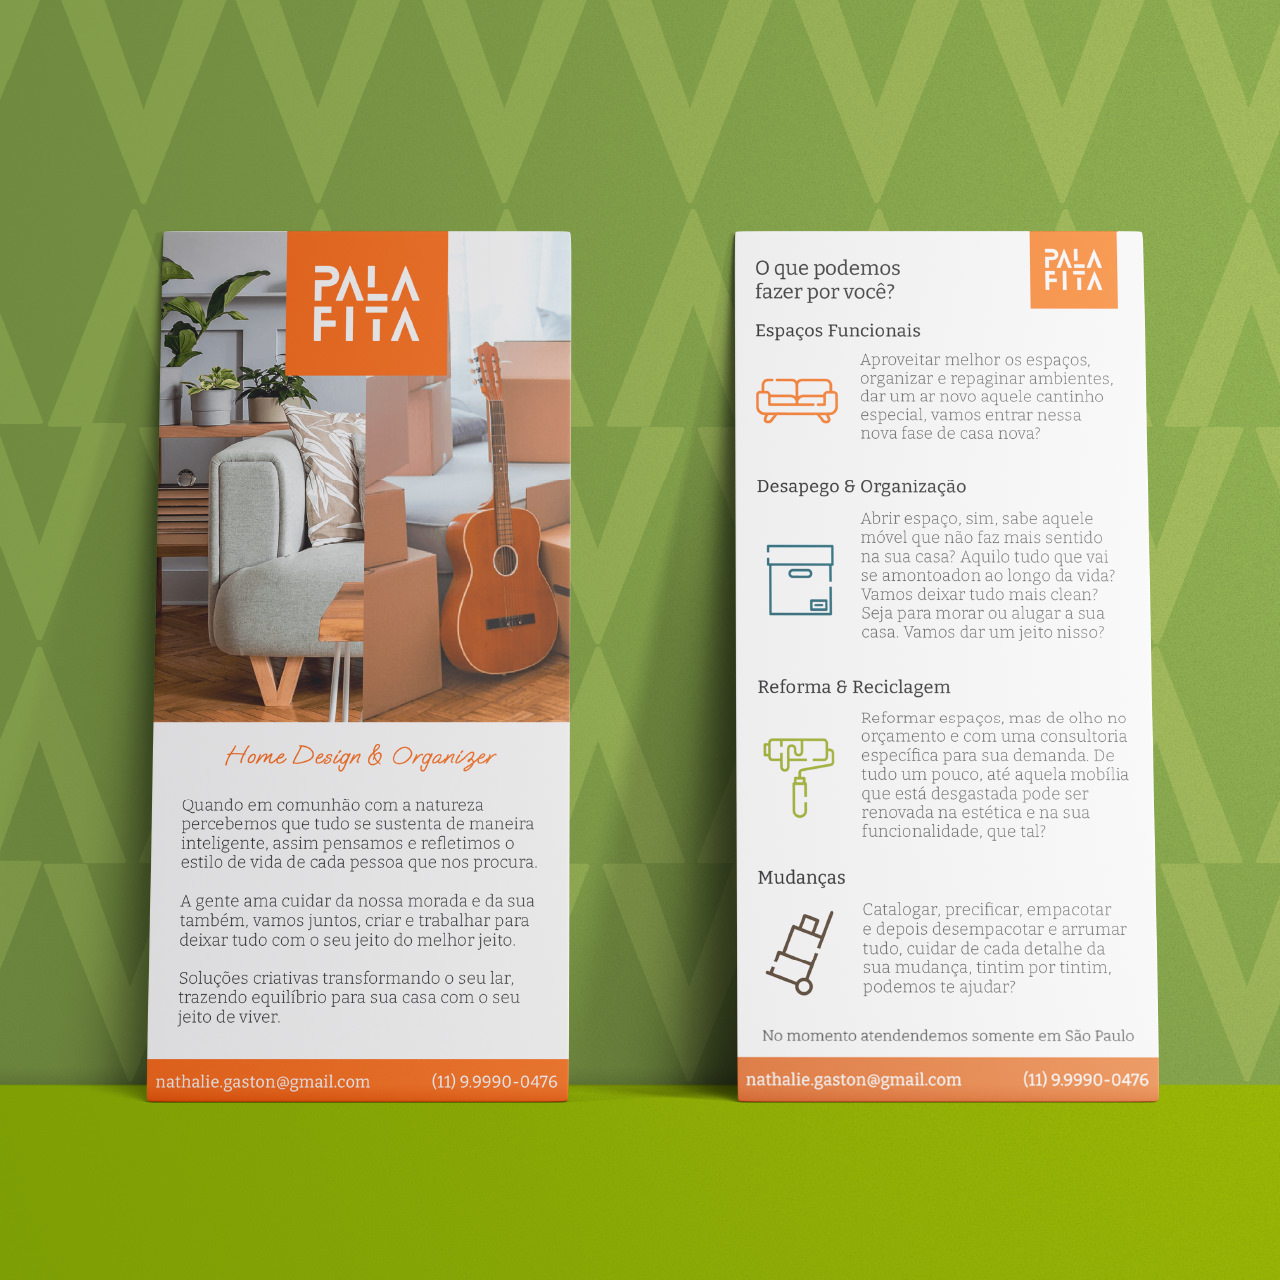 PALA
FITA
Home Design & Organizer
Quando em comunhão com a natureza
percebemos que tudo se sustenta de maneira
inteligente, assim pensamos e refletimos o
estilo de vida de cada pessoa que nos procura.
A gente ama cuidar da nossa morada e da sua
também, vamos juntos, criar e trabalhar para
deixar tudo com o seu jeito do melhor jeito.
Soluções criativas transformando o seu lar,
trazendo equilíbrio para sua casa com o seu
jeito de viver.
nathalie.gaston@gmail.com (11) 9.9990-0476
PALA
FITA
O que podemos
fazer por você?
Espaços Funcionais
Aproveitar melhor os espaços,
organizar e repaginar ambientes,
dar um ar novo aquele cantinho
especial, vamos entrar nessa
nova fase de casa nova?
Desapego & Organização
Abrir espaço, sim, sabe aquele
móvel que não faz mais sentido
na sua casa? Aquilo tudo que vai
se amontoadon ao longo da vida?
Vamos deixar tudo mais clean?
Seja para morar ou alugar a sua
casa. Vamos dar um jeito nisso?
Reforma & Reciclagem
Reformar espaços, mas de olho no
orçamento e com uma consultoria
específica para sua demanda. De
tudo um pouco, até aquela mobília
que está desgastada pode ser
renovada na estética e na sua
funcionalidade, que tal?
Mudanças
Catalogar, precificar, empacotar
e depois desempacotar e arrumar
tudo, cuidar de cada detalhe da
sua mudança, tintim por tintim,
podemos te ajudar?
No momento atendendemos somente em São Paulo
nathalie.gaston@gmail.com (11) 9.9990-0476